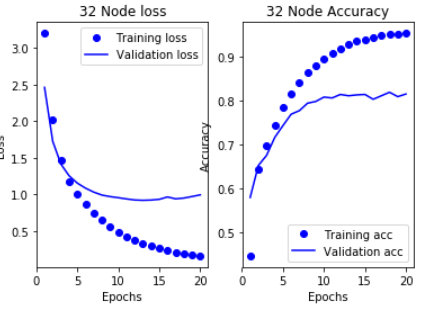 32 Node loss
Training loss
Validation loss
3.0
2.5
2.0
1.5
1.0
0.5
Loss
0
5
10
15
20
Epochs
32 Node Accuracy
0.9
0.8
0.7
0.6
0.5
Accuracy
Training acc
Validation acc
0
5
10
15
20
Epochs